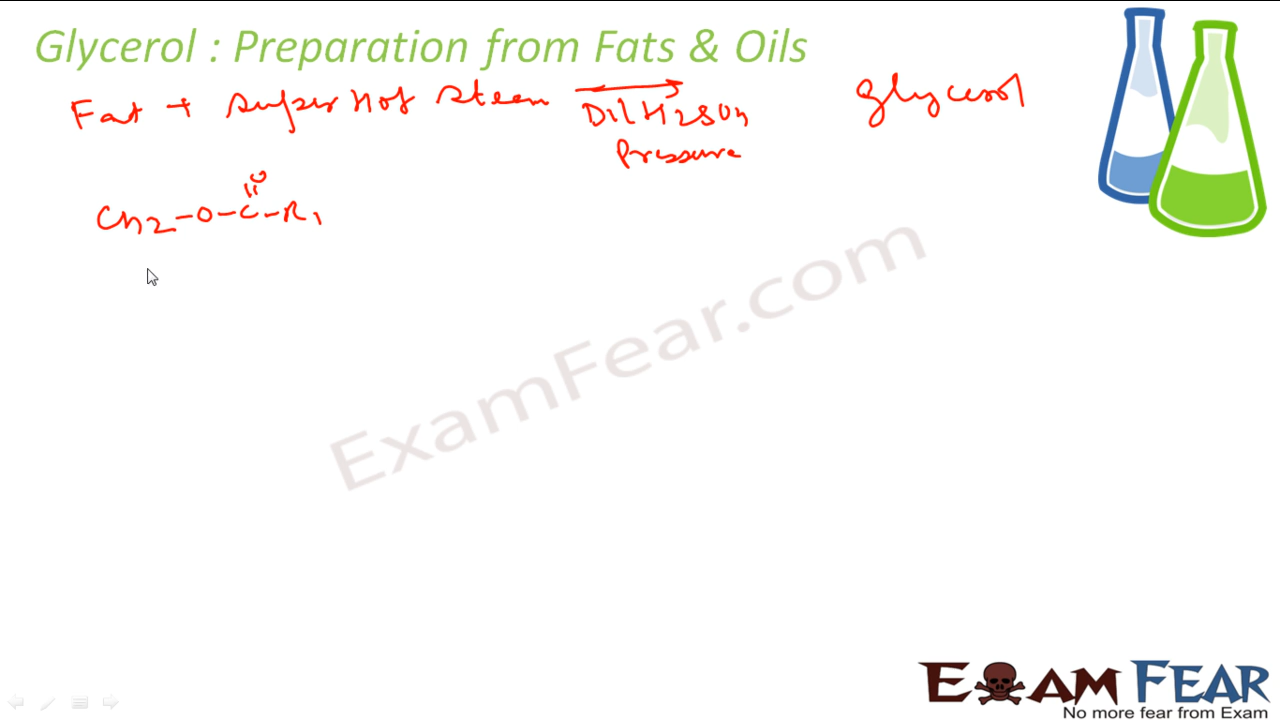 Glycerol : Preparation from Fats & Oils
Fat + super hot steam → glycerol
Dil H2SO4
Pressure
O
CH2-O-C-R1
ExamFear.com
EXAM FEAR
No more fear from Exam